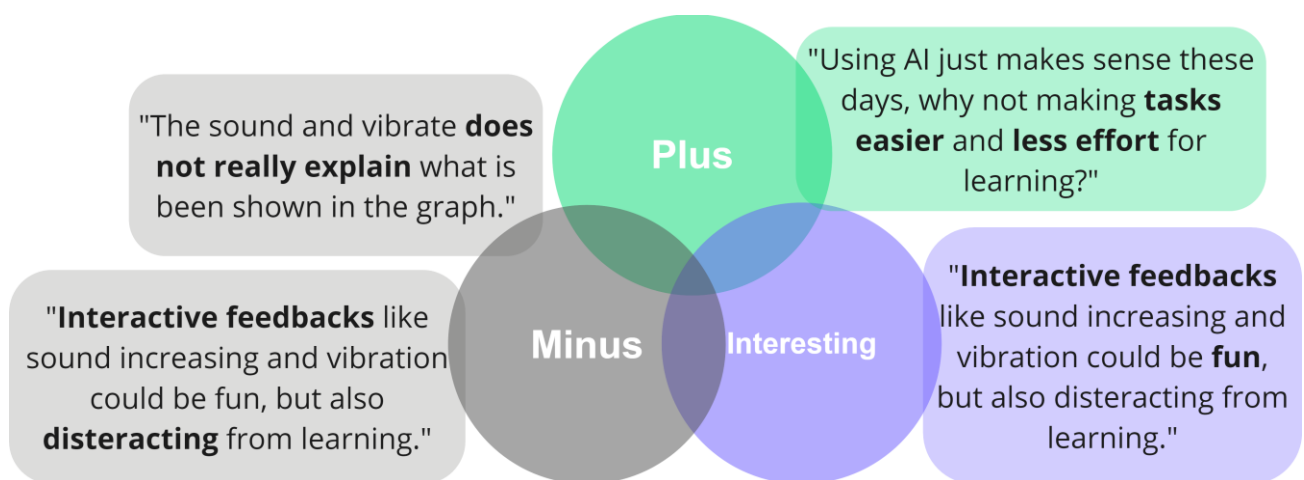 "The sound and vibrate does
not really explain what is
been shown in the graph."
"Interactive feedbacks like
sound increasing and vibration
could be fun, but also
disteracting from learning."
Plus
Minus
Interesting
"Using AI just makes sense these
days, why not making tasks
easier and less effort for
learning?"
"Interactive feedbacks
like sound increasing and
vibration could be fun,
but also disteracting from
learning."